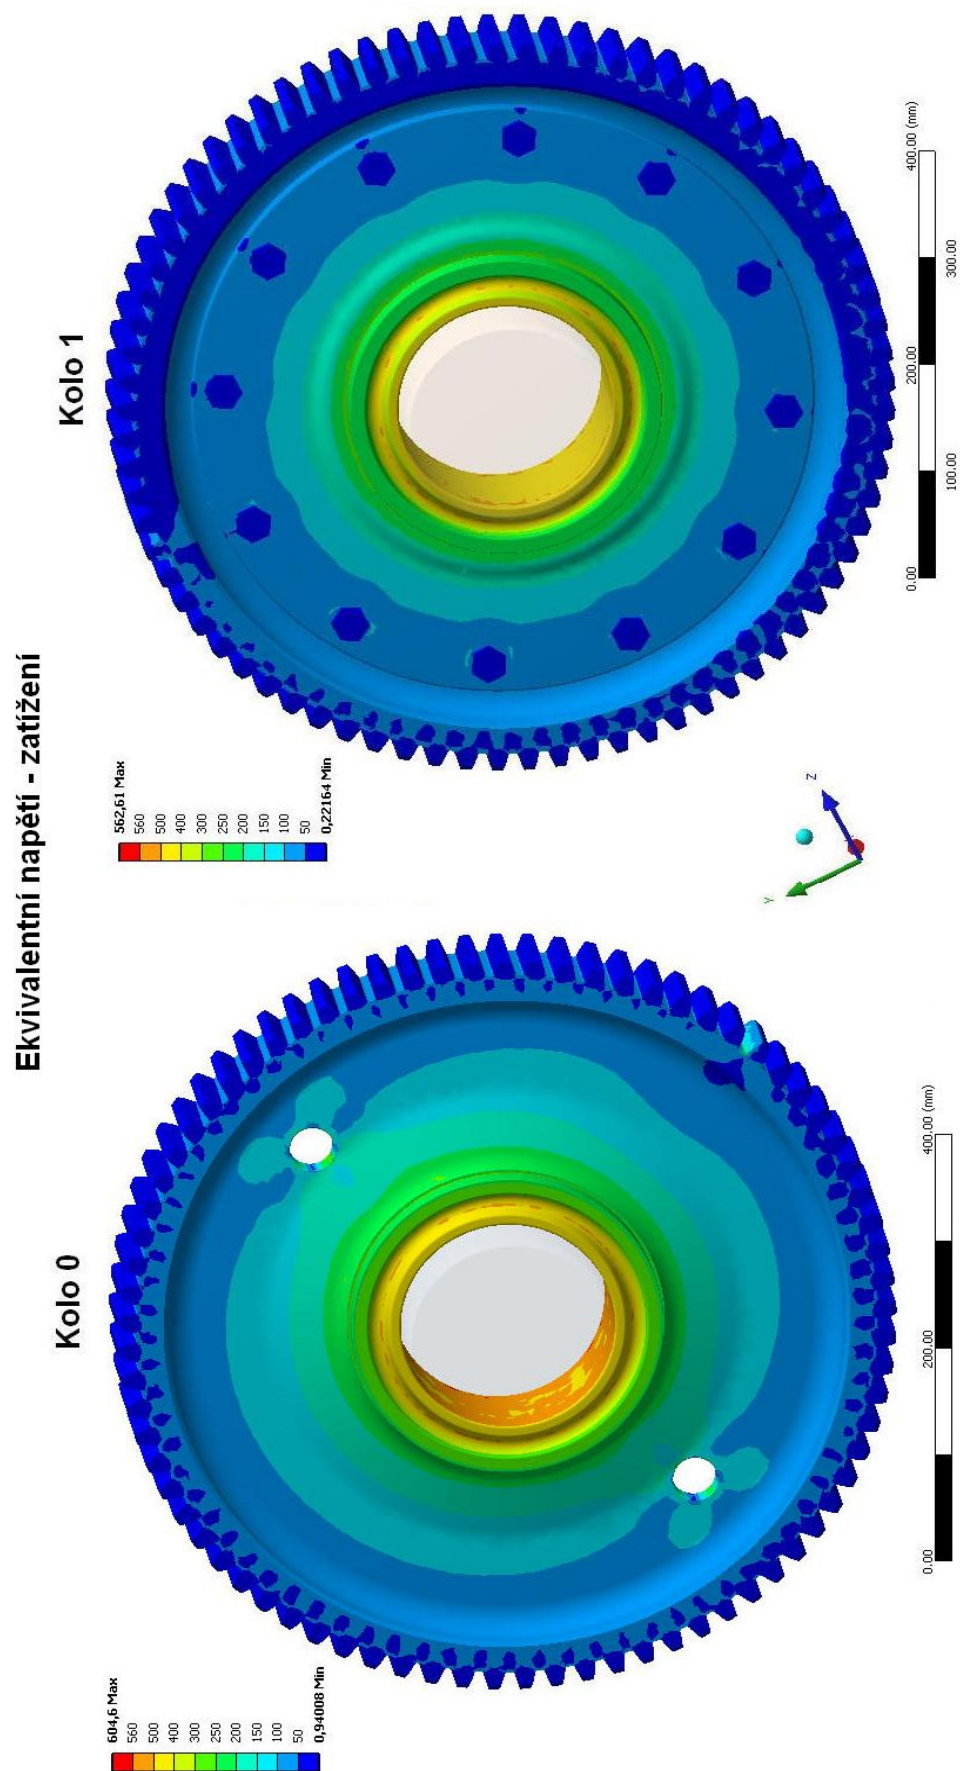 Ekvivalentní napětí - zatížení
Kolo 0
Kolo 1
604,6 Max
560
500
400
300
250
200
150
100
50
0,94008 Min
562,61 Max
560
500
400
300
250
200
150
100
50
0,22164 Min
0.00
200.00
400.00 (mm)
Y
Z
0.00
100.00
200.00
300.00
400.00 (mm)